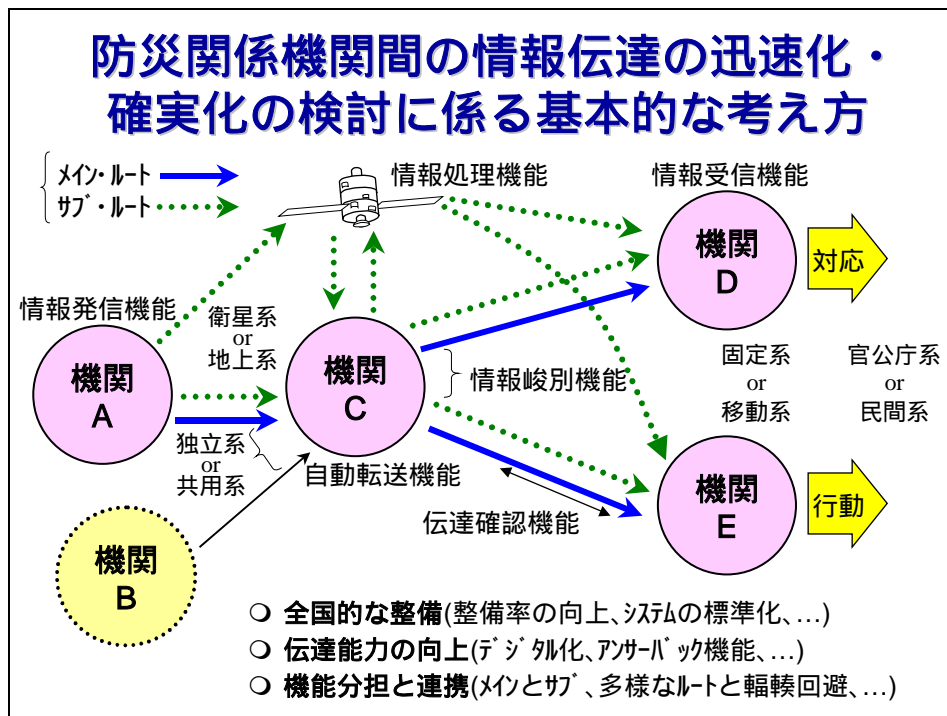 防災関係機関間の情報伝達の迅速化・
確実化の検討に係る基本的な考え方
メイン・ルート
サブ・ルート
情報処理機能
情報受信機能
機関
D
対応
情報発信機能
機関
A
衛星系
or
地上系
機関
C
情報峻別機能
固定系
or
移動系
官公庁系
or
民間系
独立系
or
共用系
自動転送機能
伝達確認機能
機関
E
行動
機関
B
○ 全国的な整備(整備率の向上、システムの標準化、…)
○ 伝達能力の向上(デジタル化、アンサーバック機能、…)
○ 機能分担と連携(メインとサブ、多様なルートと輻輳回避、…)